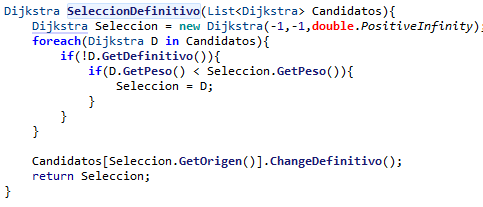 Dijkstra SeleccionDefinitivo(List<Dijkstra> Candidatos){
Dijkstra Seleccion = new Dijkstra(-1,-1,double.PositiveInfinity);
foreach(Dijkstra D in Candidatos){
if(!D.GetDefinitivo()){
if(D.GetPeso() < Seleccion.GetPeso()){
Seleccion = D;
}
}
}
Candidatos[Seleccion.GetOrigen()].ChangeDefinitivo();
return Seleccion;
}